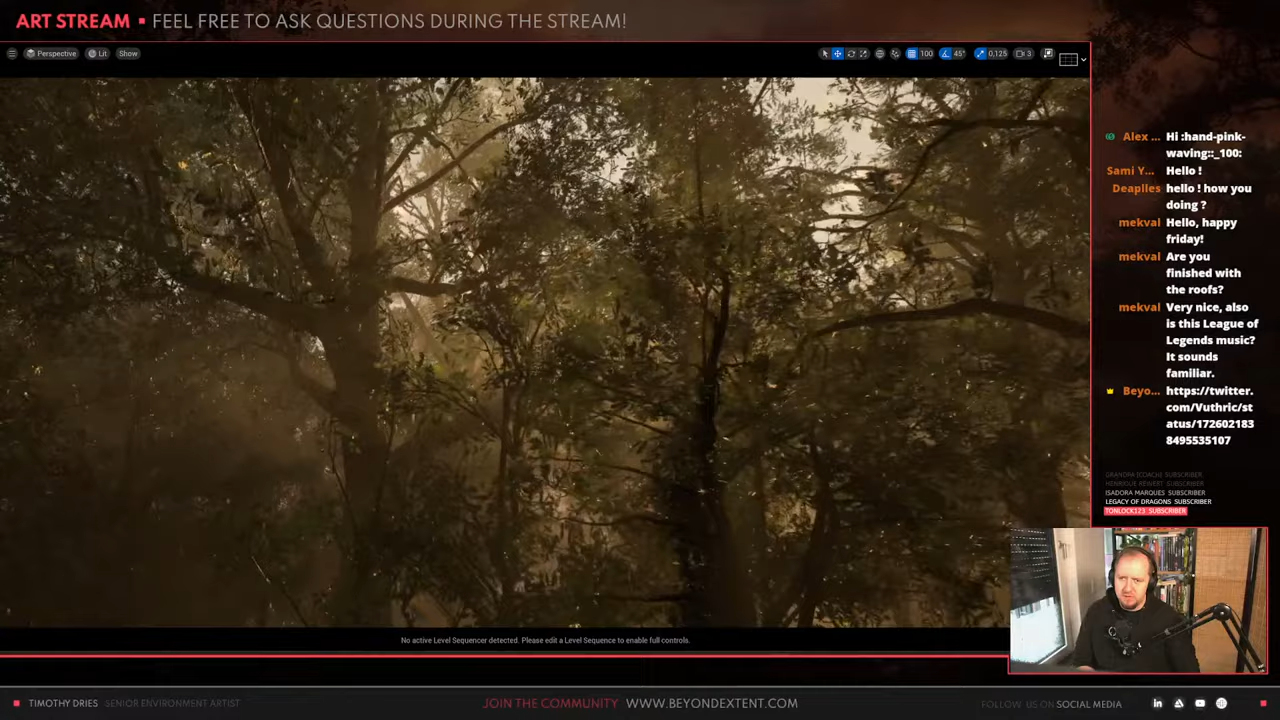 ART STREAM ▪ FEEL FREE TO ASK QUESTIONS DURING THE STREAM!
Perspective Lit Show
100 45° 0,125 3
Alex ... Hi :hand-pink-
waving::_100:
Sami Y... Hello !
Deaplles hello ! how you
doing ?
mekval Hello, happy
friday!
mekval Are you
finished with
the roofs?
mekval Very nice, also
is this League of
Legends music?
It sounds
familiar.
Beyo... https://twitter.
com/Vuthric/st
atus/172602183
8495535107
ISADORA MARQUES SUBSCRIBER
LEGACY OF DRAGONS SUBSCRIBER
TONLOCK123 SUBSCRIBER
No active Level Sequencer detected. Please edit a Level Sequence to enable full controls.
TIMOTHY DRIES SENIOR ENVIRONMENT ARTIST
JOIN THE COMMUNITY WWW.BEYONDEXTENT.COM
FOLLOW US ON SOCIAL MEDIA